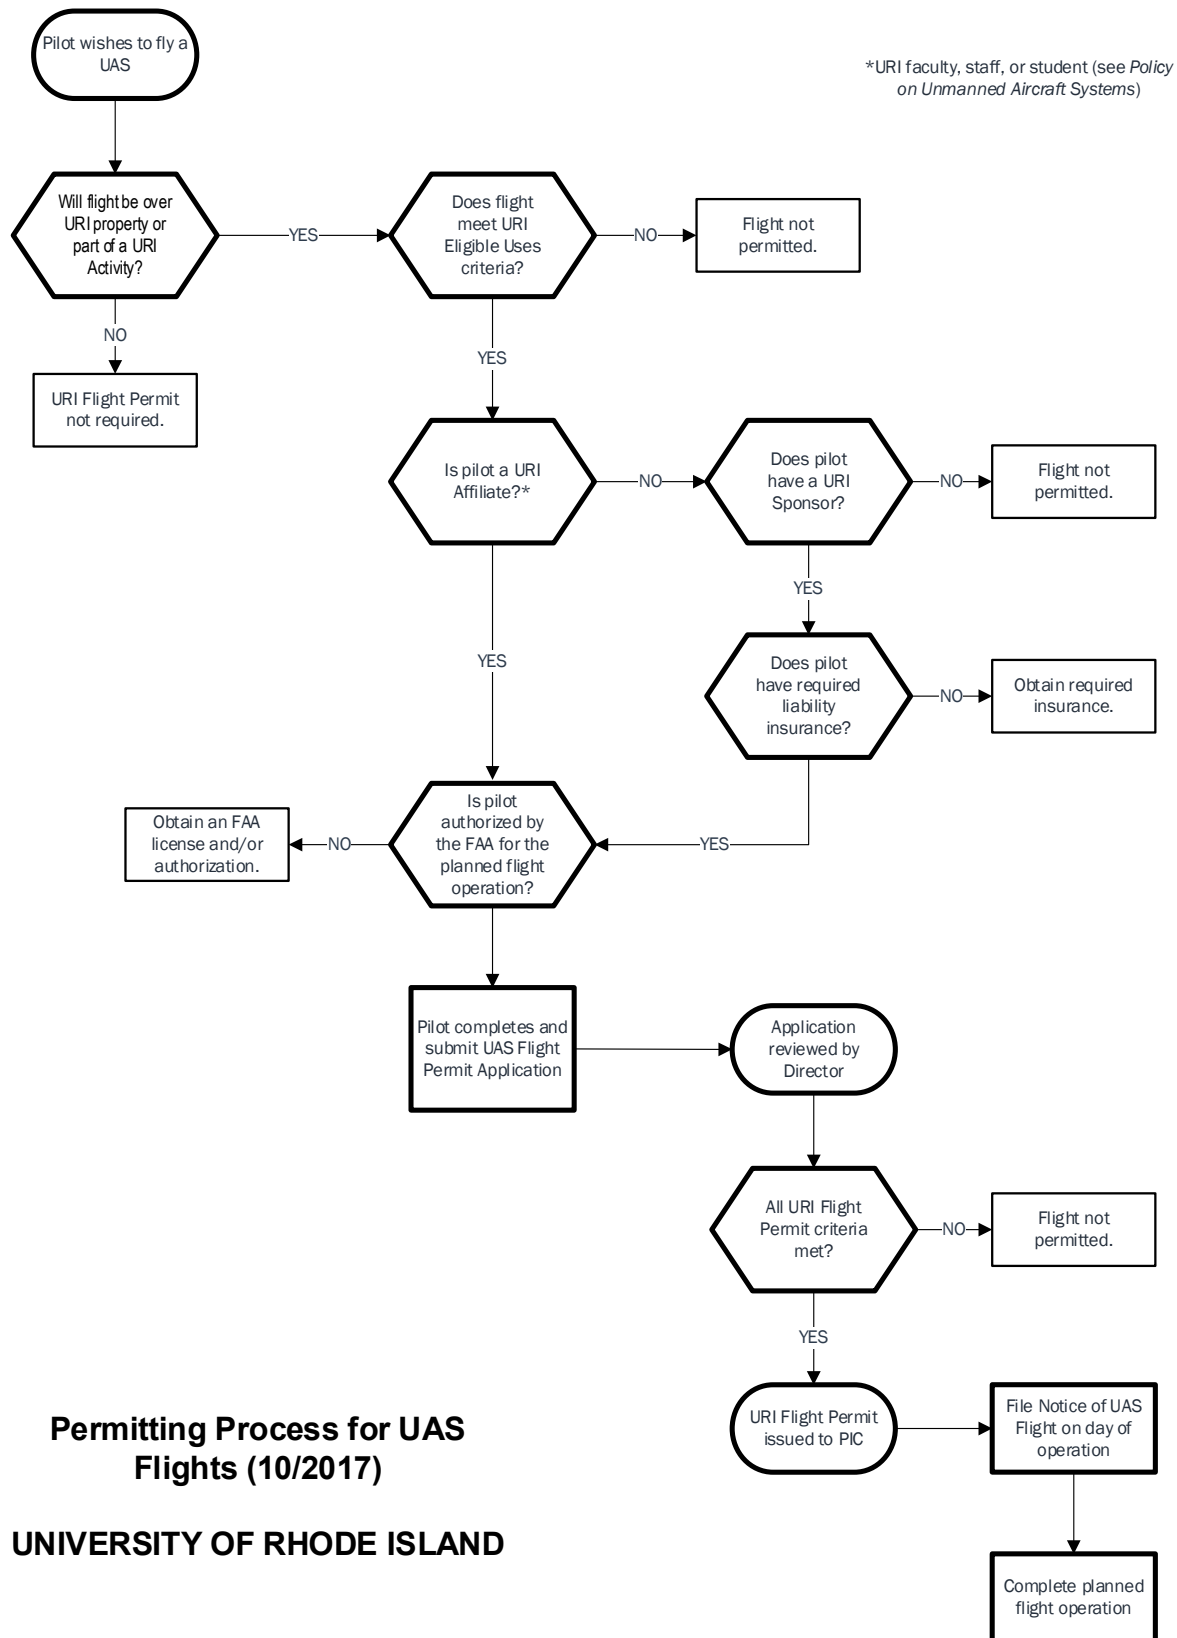 Pilot wishes to fly a
UAS
*URI faculty, staff, or student (see Policy
on Unmanned Aircraft Systems)
Will flight be over
URI property or
part of a URI
Activity?
YES
Does flight
meet URI
Eligible Uses
criteria?
NO
Flight not
permitted.
NO
URI Flight Permit
not required.
YES
Is pilot a URI
Affiliate?*
NO
Does pilot
have a URI
Sponsor?
NO
Flight not
permitted.
YES
YES
Does pilot
have required
liability
insurance?
NO
Obtain required
insurance.
YES
Is pilot
authorized by
the FAA for the
planned flight
operation?
NO
Obtain an FAA
license and/or
authorization.
Pilot completes and
submit UAS Flight
Permit Application
Application
reviewed by
Director
All URI Flight
Permit criteria
met?
NO
Flight not
permitted.
YES
URI Flight Permit
issued to PIC
File Notice of UAS
Flight on day of
operation
Complete planned
flight operation
Permitting Process for UAS
Flights (10/2017)
UNIVERSITY OF RHODE ISLAND